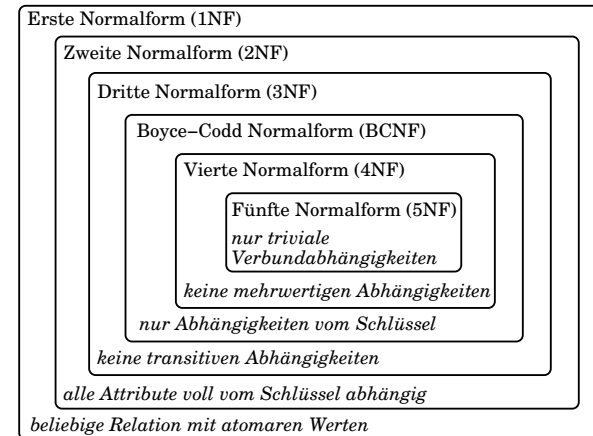 Erste Normalform (1NF)
Zweite Normalform (2NF)
Dritte Normalform (3NF)
Boyce−Codd Normalform (BCNF)
Vierte Normalform (4NF)
Fünfte Normalform (5NF)
nur triviale
Verbundabhängigkeiten
keine mehrwertigen Abhängigkeiten
nur Abhängigkeiten vom Schlüssel
keine transitiven Abhängigkeiten
alle Attribute voll vom Schlüssel abhängig
beliebige Relation mit atomaren Werten